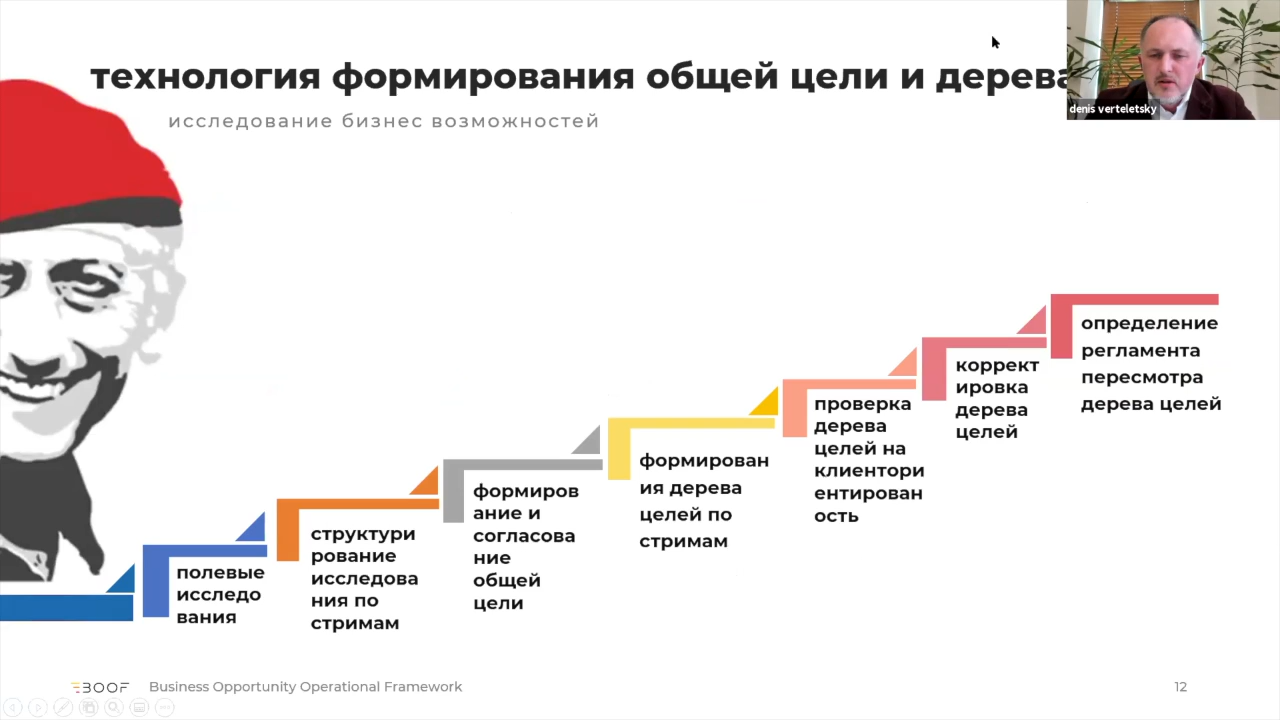 технология формирования общей цели и дерева
исследование бизнес возможностей
denis verteletsky
полевые
исследо
вания
структури
рование
исследова
ния по
стримам
формиров
ание и
согласова
ние
общей
цели
формирован
ия дерева
целей по
стримам
проверка
дерева
целей на
клиентори
ентирован
ость
коррект
ировка
дерева
целей
определение
регламента
пересмотра
дерева целей
BOOF
Business Opportunity Operational Framework
12